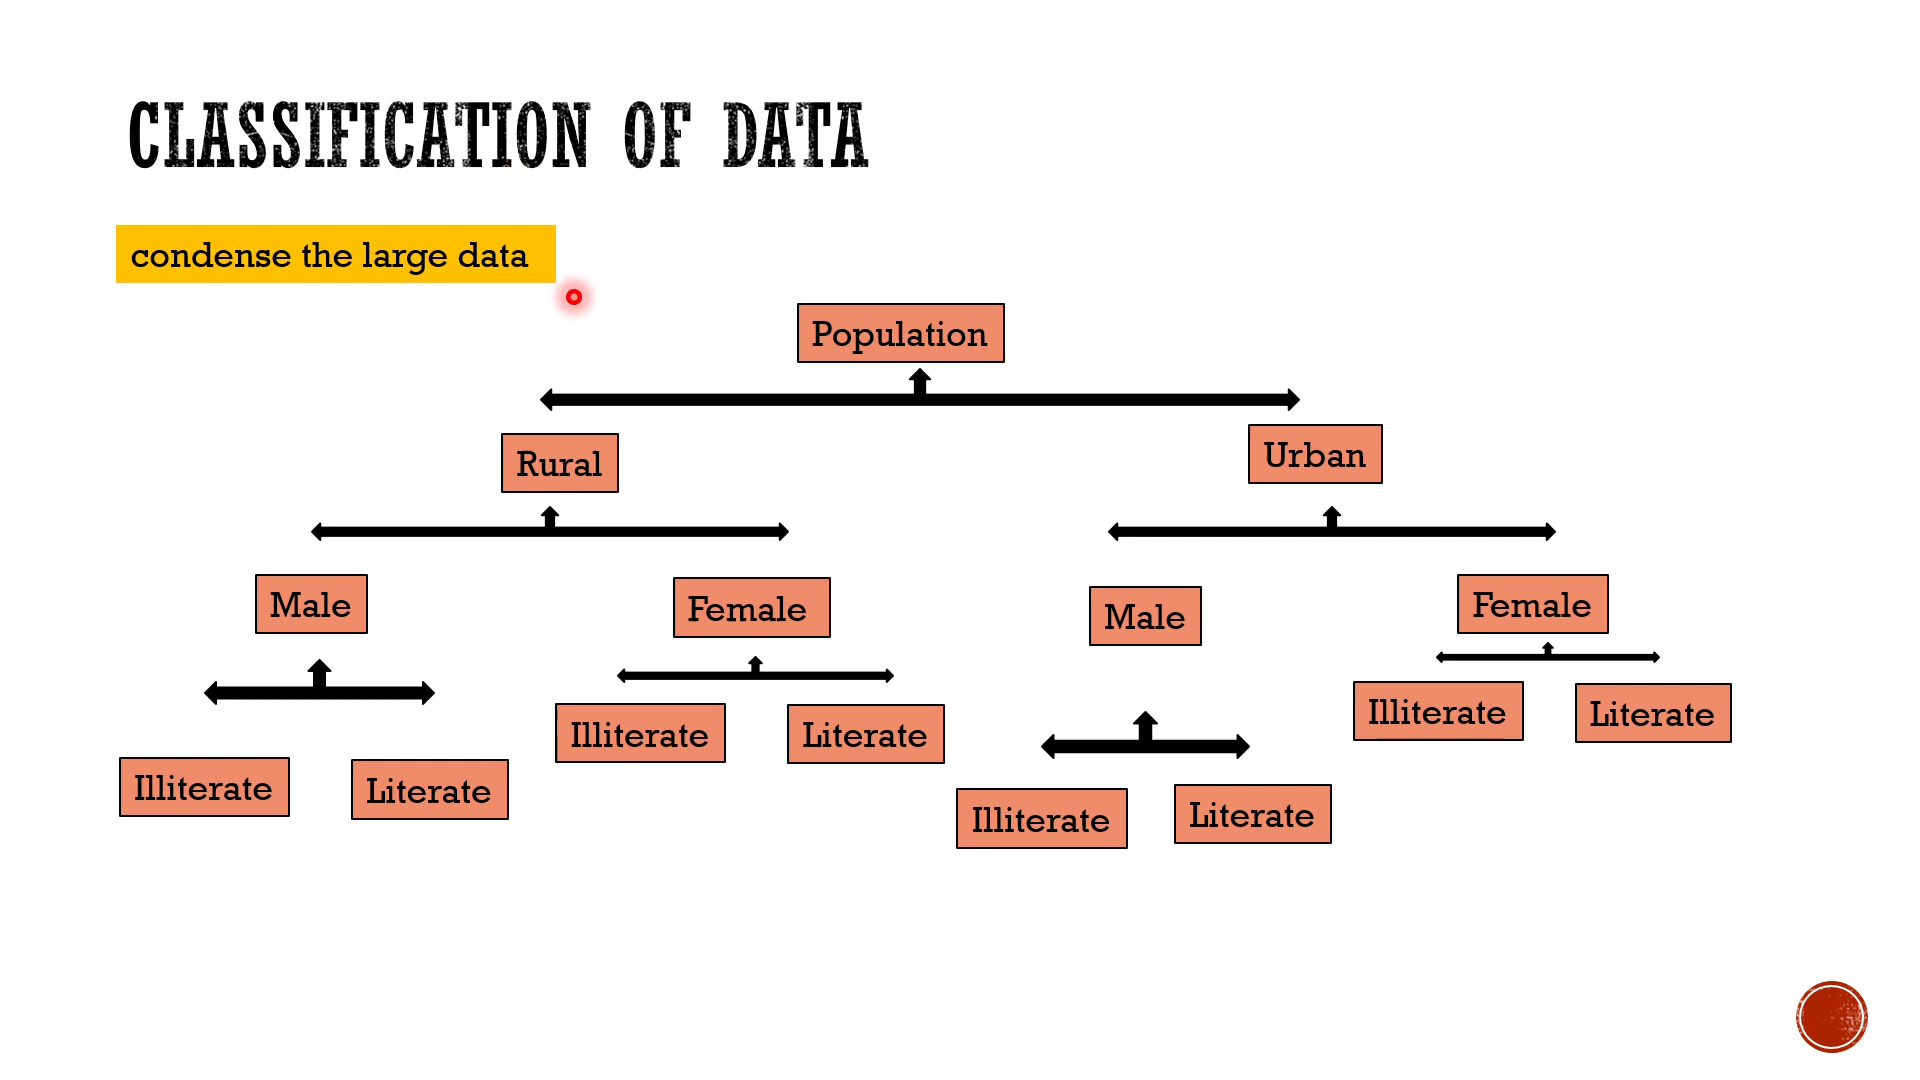 CLASSIFICATION OF DATA
condense the large data
Population
Rural
Urban
Male
Female
Male
Female
Illiterate
Literate
Illiterate
Literate
Illiterate
Literate
Illiterate
Literate